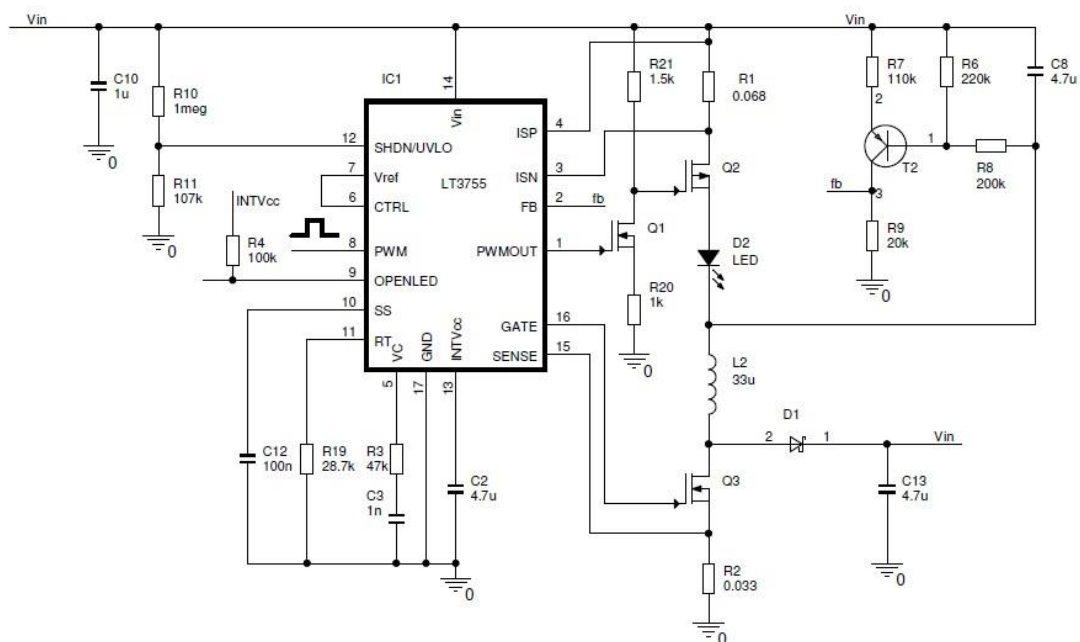 Vin
Vin
C10
1u
0
R10
1meg
R11
107k
0
INTVcc
R4
100k
IC1
14
Vin
LT3755
12
SHDN/UVLO
7
Vref
6
CTRL
8
PWM
9
OPENLED
10
SS
11
RT
VC
GND
INTVcc
5
17
13
ISP
4
ISN
3
FB
2
fb
PWMOUT
1
GATE
16
SENSE
15
R21
1.5k
R1
0.068
Q2
Q1
D2
LED
R20
1k
0
R7
110k
R6
220k
C8
4.7u
2
1
T2
R8
200k
fb
3
R9
20k
0
L2
33u
D1
2
1
Vin
Q3
C13
4.7u
0
R2
0.033
0
C12
100n
R19
28.7k
R3
47k
C3
1n
C2
4.7u
0